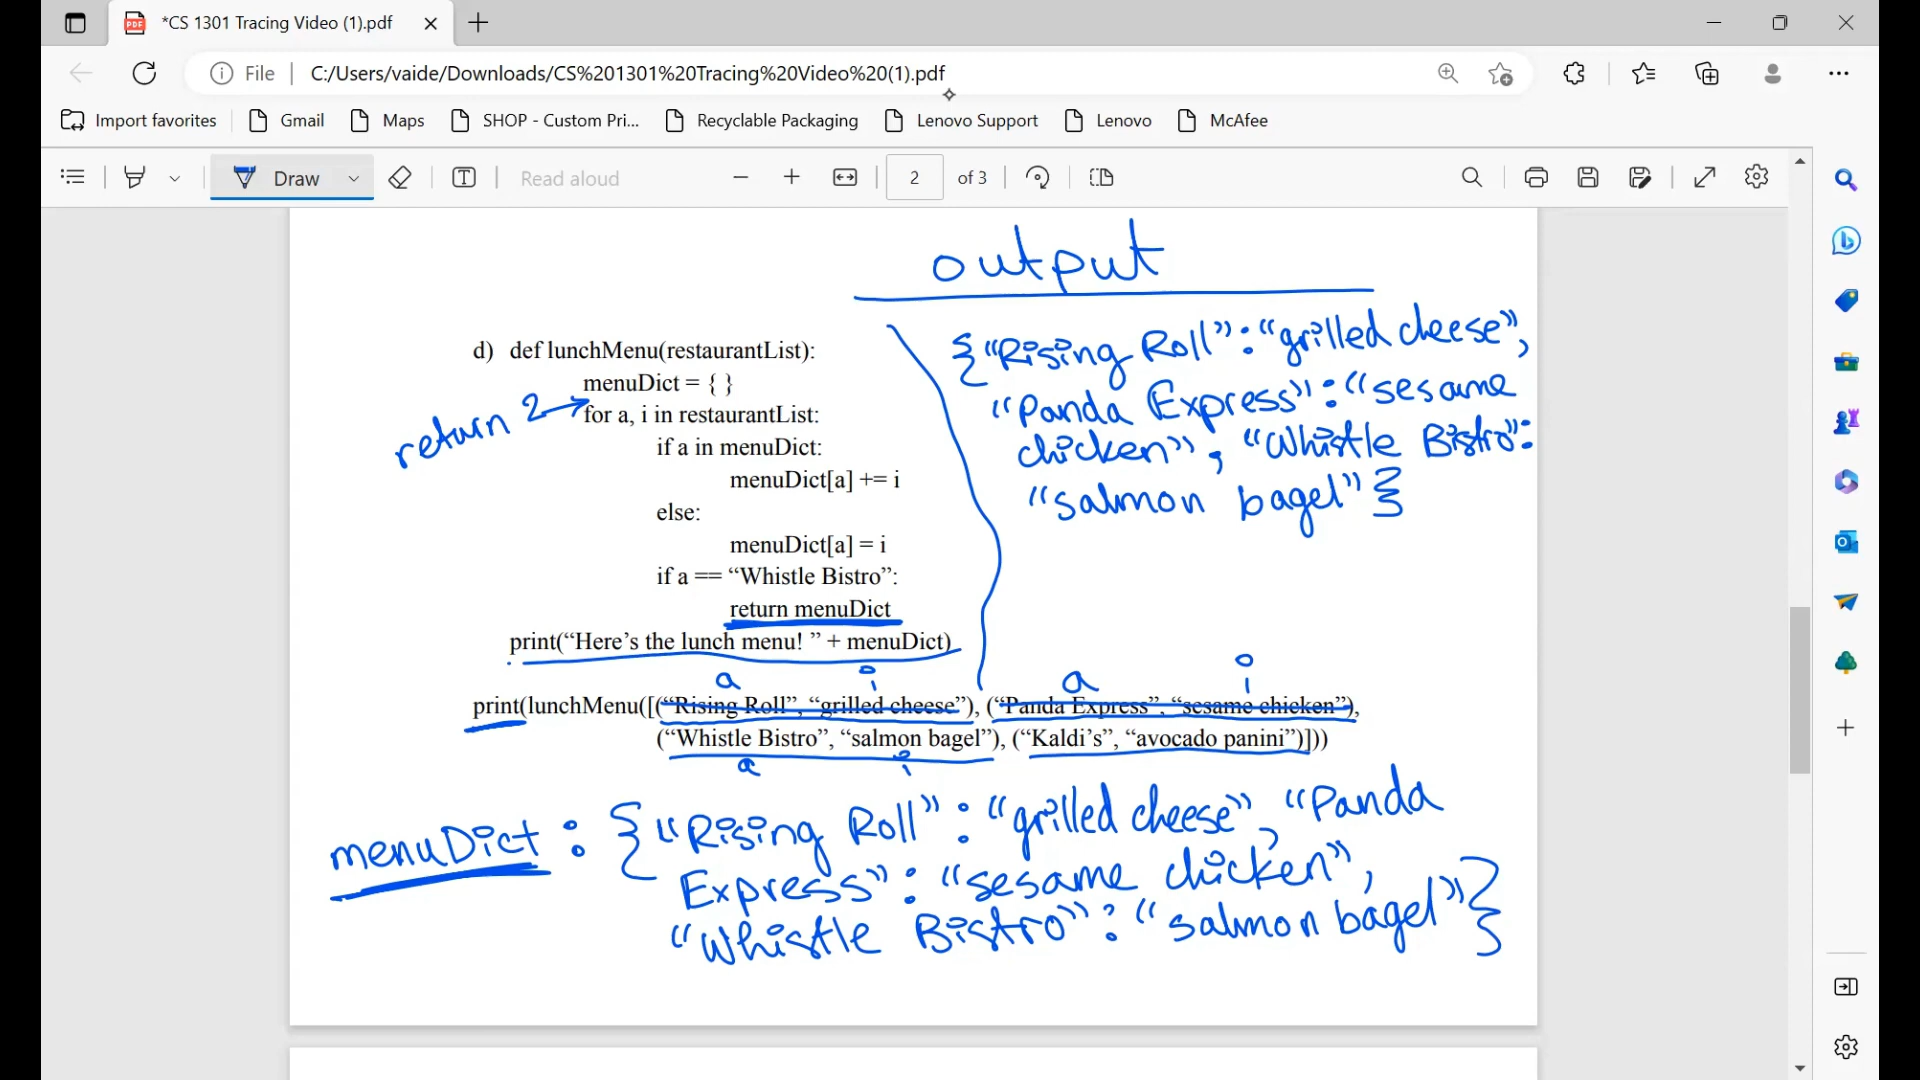 *CS 1301 Tracing Video (1).pdf
File C:/Users/vaide/Downloads/CS%201301%20Tracing%20Video%20(1).pdf
Import favorites Gmail Maps SHOP - Custom Pri... Recyclable Packaging Lenovo Support Lenovo McAfee
Draw Read aloud 2 of 3
output
{“Rising Roll”:“grilled cheese”,
“Panda Express”:“sesame
chicken”, “Whistle Bistro”:
“salmon bagel”}
d) def lunchMenu(restaurantList):
menuDict = { }
return 2→
for a, i in restaurantList:
if a in menuDict:
menuDict[a] += i
else:
menuDict[a] = i
if a == “Whistle Bistro”:
return menuDict
print(“Here’s the lunch menu! ” + menuDict)
a i a i
print(lunchMenu([(“Rising Roll”, “grilled cheese”), (“Panda Express”, “sesame chicken”),
(“Whistle Bistro”, “salmon bagel”), (“Kaldi’s”, “avocado panini”)]))
a i
menuDict : {“Rising Roll”:“grilled cheese”, “Panda
Express”:“sesame chicken”,
“Whistle Bistro”:“salmon bagel”}